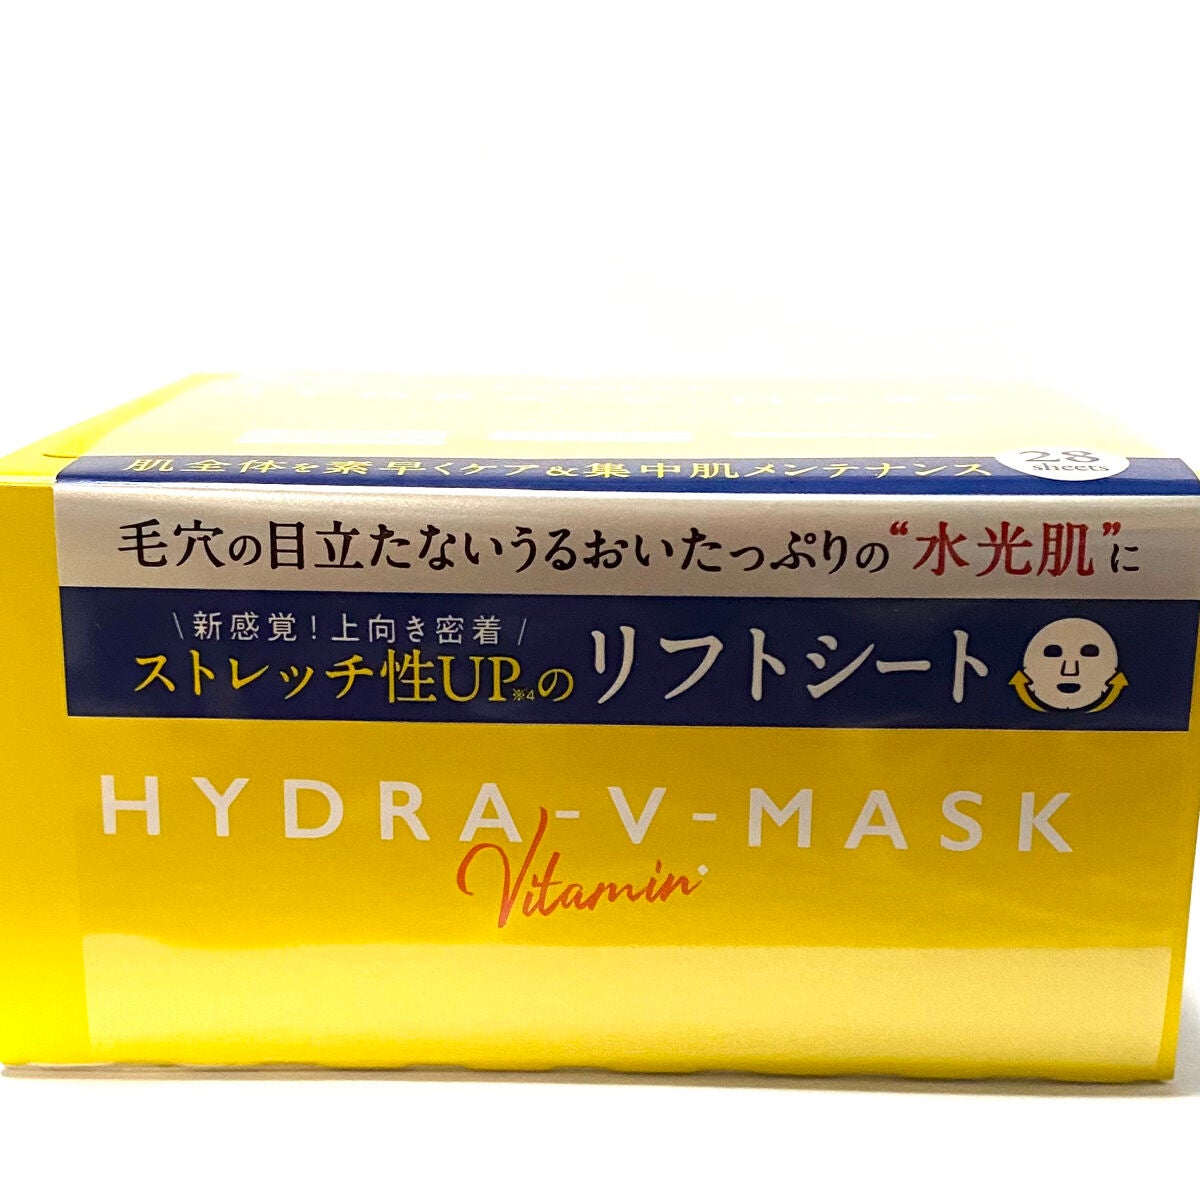 肌全体を素早くケア&集中肌メンテナンス
28
sheets
毛穴の目立たないうるおいたっぷりの“水光肌”に
\ 新感覚！上向き密着 /
ストレッチ性UP※4の リフトシート
HYDRA-V-MASK
Vitamin